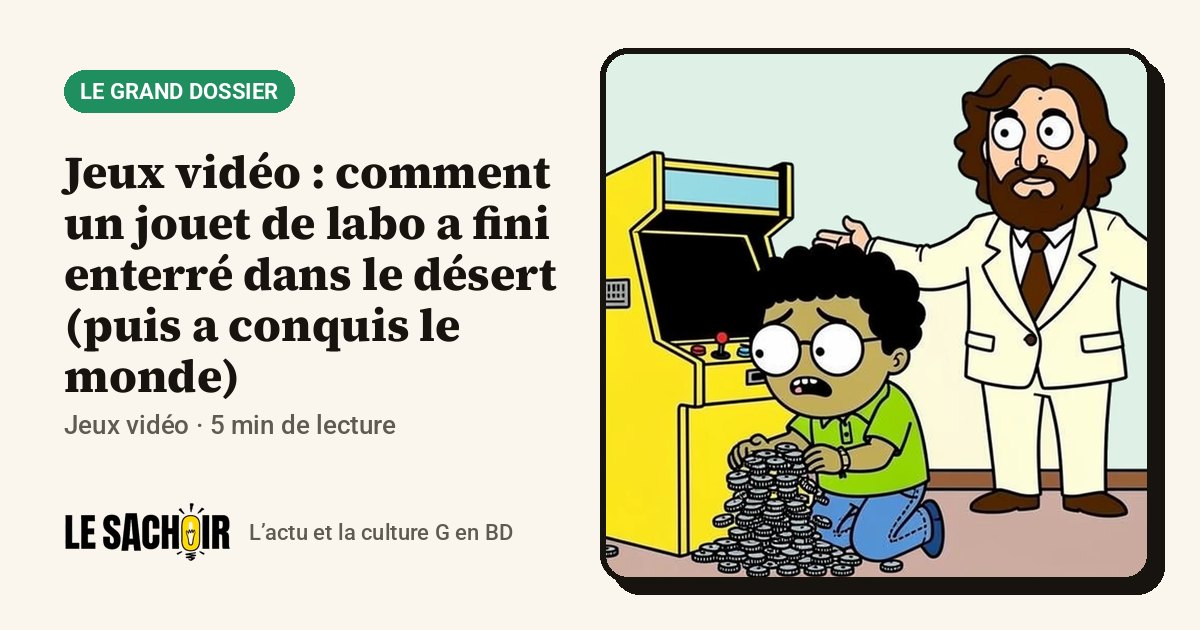 LE GRAND DOSSIER
Jeux vidéo : comment
un jouet de labo a fini
enterré dans le désert
(puis a conquis le
monde)
Jeux vidéo · 5 min de lecture
LE SACHOIR
L’actu et la culture G en BD